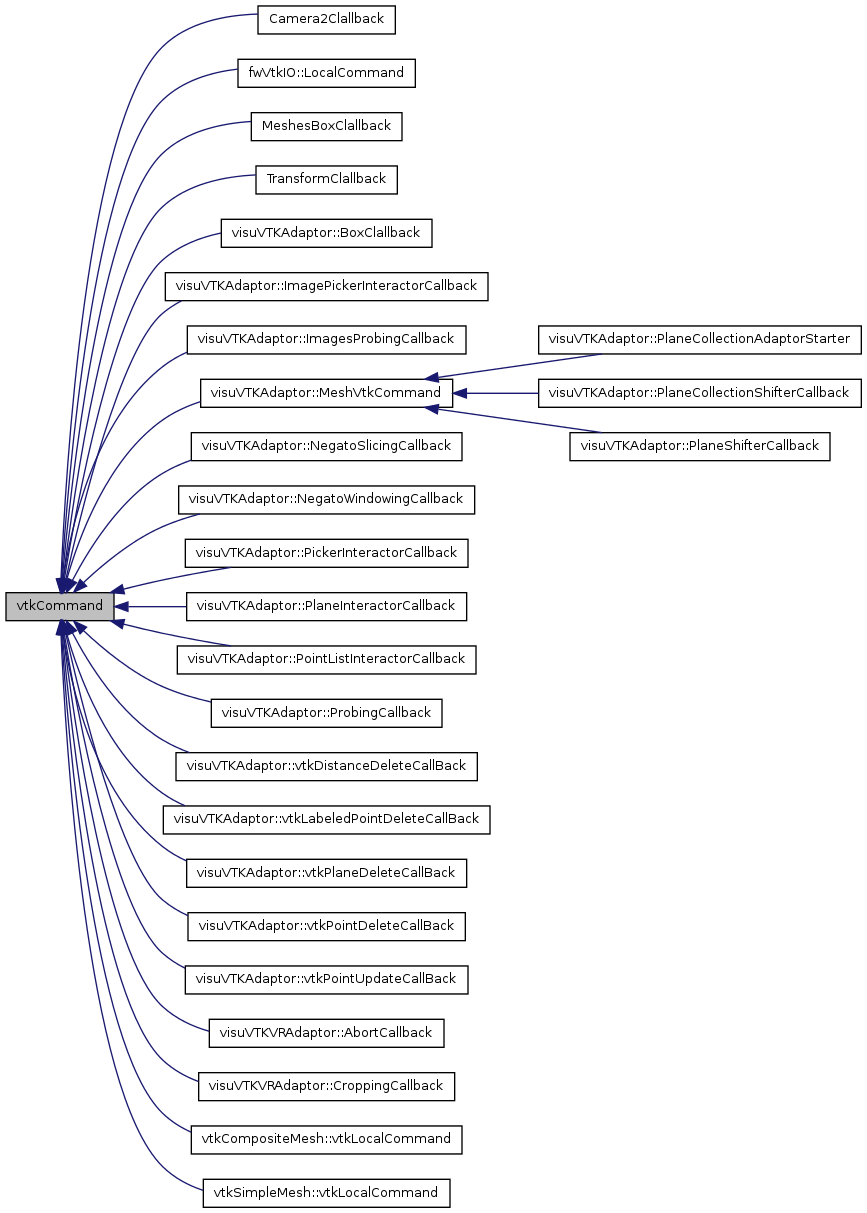 Camera2Clallback
fwVtkIO::LocalCommand
MeshesBoxClallback
TransformClallback
visuVTKAdaptor::BoxClallback
visuVTKAdaptor::ImagePickerInteractorCallback
visuVTKAdaptor::ImagesProbingCallback
visuVTKAdaptor::PlaneCollectionAdaptorStarter
visuVTKAdaptor::MeshVtkCommand
visuVTKAdaptor::PlaneCollectionShifterCallback
visuVTKAdaptor::NegatoSlicingCallback
visuVTKAdaptor::PlaneShifterCallback
visuVTKAdaptor::NegatoWindowingCallback
visuVTKAdaptor::PickerInteractorCallback
vtkCommand
visuVTKAdaptor::PlaneInteractorCallback
visuVTKAdaptor::PointListInteractorCallback
visuVTKAdaptor::ProbingCallback
visuVTKAdaptor::vtkDistanceDeleteCallBack
visuVTKAdaptor::vtkLabeledPointDeleteCallBack
visuVTKAdaptor::vtkPlaneDeleteCallBack
visuVTKAdaptor::vtkPointDeleteCallBack
visuVTKAdaptor::vtkPointUpdateCallBack
visuVTKVRAdaptor::AbortCallback
visuVTKVRAdaptor::CroppingCallback
vtkCompositeMesh::vtkLocalCommand
vtkSimpleMesh::vtkLocalCommand